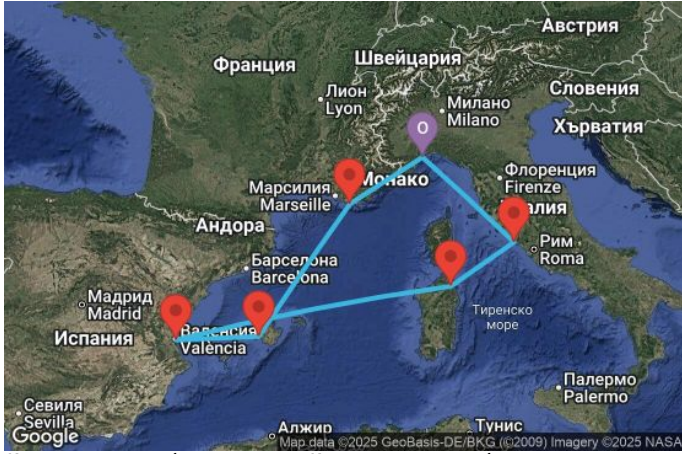 Австрия
Швейцария
Франция
Словения
Лион
Lyon
Милано
Milano
Хърватия
O
Монако
Флоренция
Firenze
Марсилия
Marseille
Андора
Рим
Roma
Барселона
Barcelona
Мадрид
Madrid
Валенсия
València
Испания
Тиренско
море
Палермо
Palermo
Севиля
Sevilla
Google
Алжир
Тунис
Map data ©2025 GeoBasis-DE/BKG (©2009) Imagery ©2025 NASA